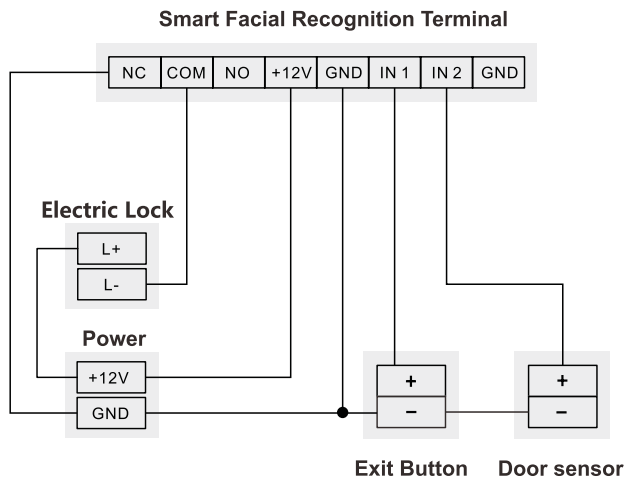 Smart Facial Recognition Terminal
NC COM NO +12V GND IN 1 IN 2 GND
Electric Lock
L+
L-
Power
+12V
GND
+ +
− −
Exit Button Door sensor